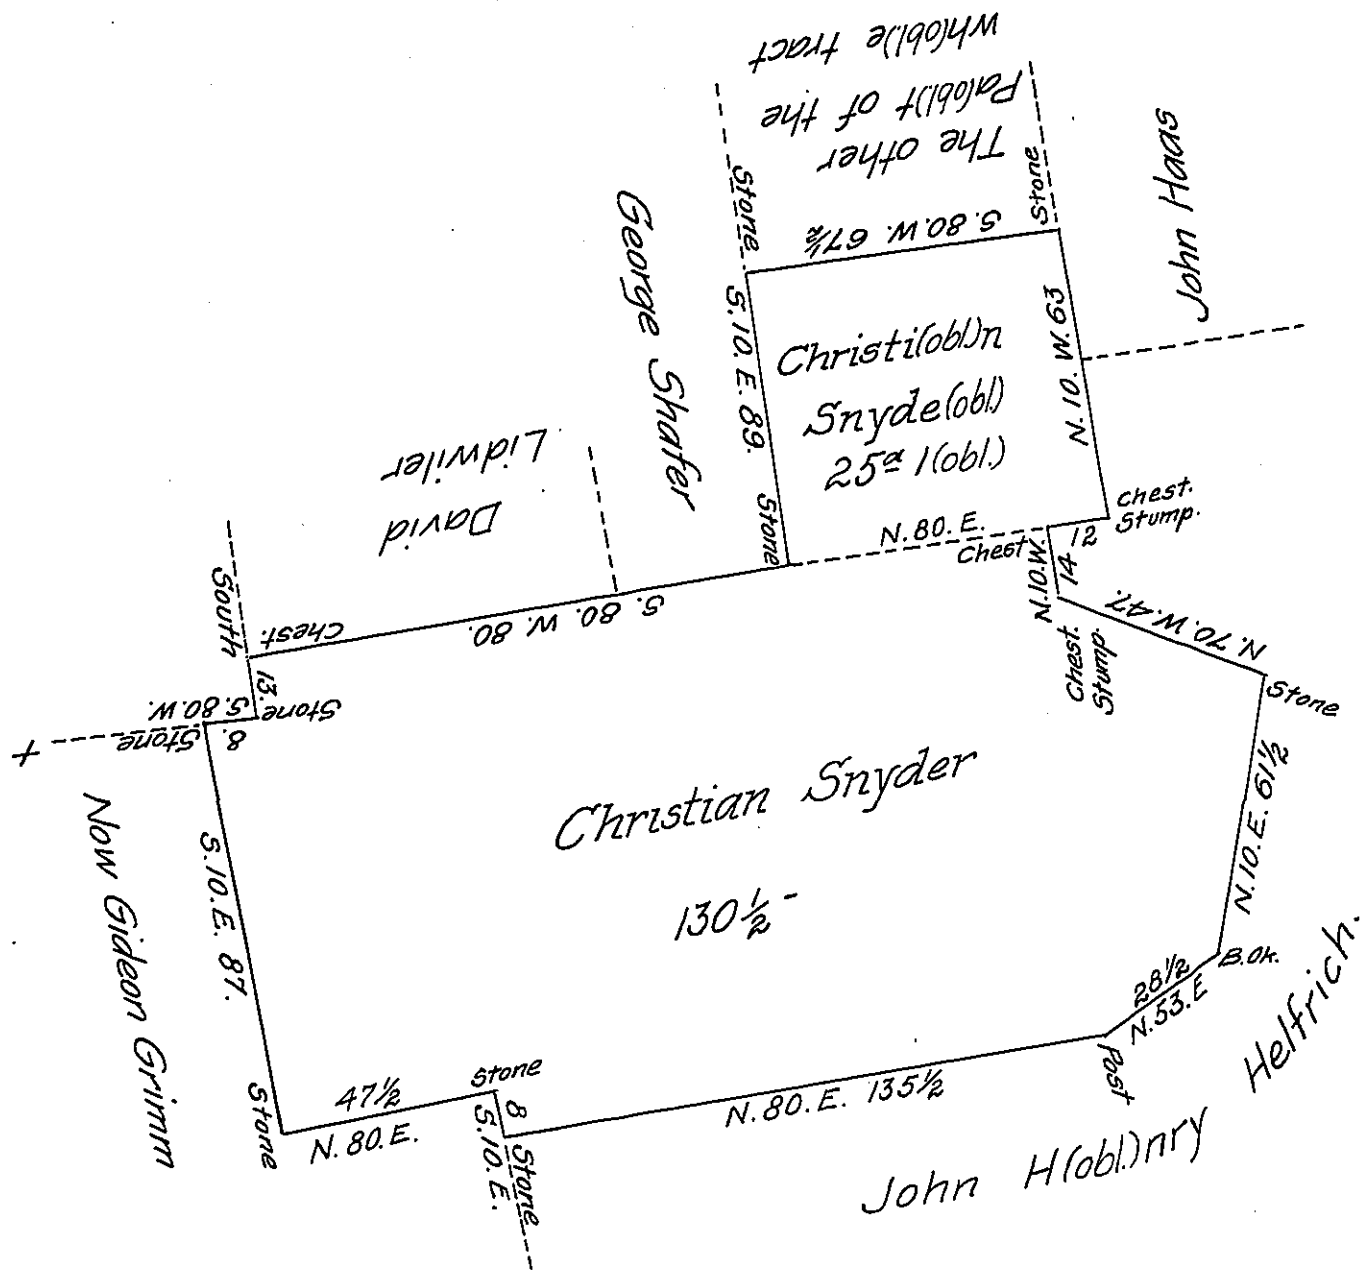 The other
Pa(obl)t of the
wh(obl)e tract
John Haas
George Shafer
Stone
Stone
S. 80. W. 67½
S. 10. E. 89.
N. 10. W. 63
Christi(obl)n
Snyde(obl)
25ª 1(obl.)
David
Lidwiler
Stone
N. 80. E.
Chest
12
Chest.
Stump.
N. 10. W.
14
Chest.
Stump.
N. 70. W. 47.
Stone
South
Chest.
S. 80. W. 80.
13.
Stone
S. 80. W.
8.
Stone
+
Now Gideon Grimm
S. 10. E. 87.
Christian Snyder
130½ -
N. 10. E. 61½
B.Ok.
28½
N. 53. E
Post
Stone
47½
N. 80. E.
Stone
8
S. 10. E.
Stone
N. 80. E. 135½
John H(obl.)nry Helfrich.